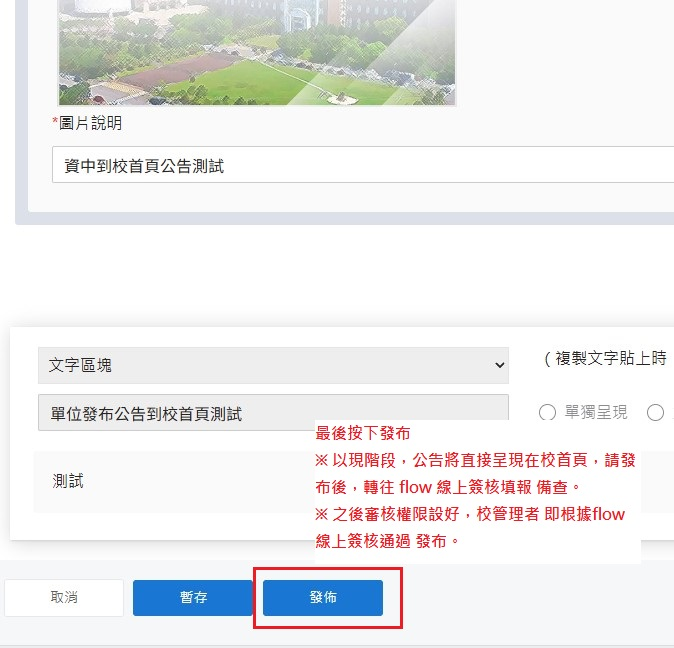 *圖片說明
資中到校首頁公告測試
文字區塊
(複製文字貼上時
單位發布公告到校首頁測試
單獨呈現
測試
最後按下發布
※ 以現階段，公告將直接呈現在校首頁，請發
布後，轉往 flow 線上簽核填報 備查。
※ 之後審核權限設好，校管理者 即根據flow
線上簽核通過 發布。
取消
暫存
發佈